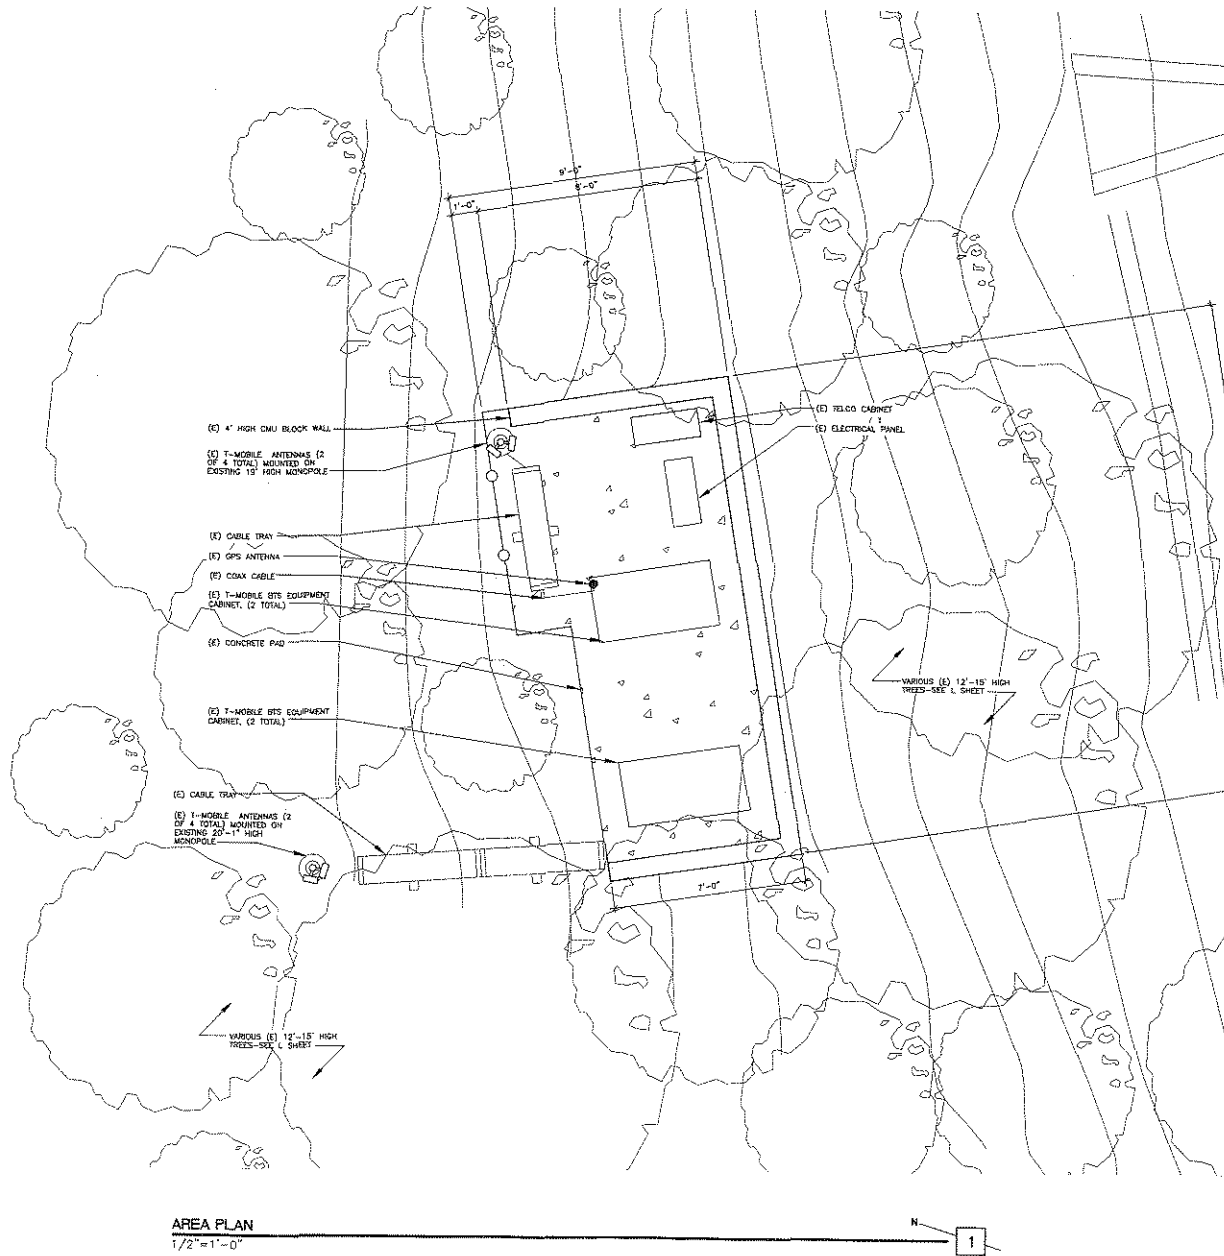 9'-0"
8'-0"
1'-0"
(E) 4' HIGH CMU BLOCK WALL
(E) T-MOBILE ANTENNAS (2
OF 4 TOTAL) MOUNTED ON
EXISTING 19' HIGH MONOPOLE
(E) TELCO CABINET
(E) ELECTRICAL PANEL
(E) CABLE TRAY
(E) GPS ANTENNA
(E) COAX CABLE
(E) T-MOBILE BTS EQUIPMENT
CABINET, (2 TOTAL)
(E) CONCRETE PAD
VARIOUS (E) 12'-15' HIGH
TREES-SEE L SHEET
(E) T-MOBILE BTS EQUIPMENT
CABINET, (2 TOTAL)
(E) CABLE TRAY
(E) T-MOBILE ANTENNAS (2
OF 4 TOTAL) MOUNTED ON
EXISTING 20'-1" HIGH
MONOPOLE
7'-0"
VARIOUS (E) 12'-15' HIGH
TREES-SEE L SHEET
AREA PLAN
1/2"=1'-0"
N
1